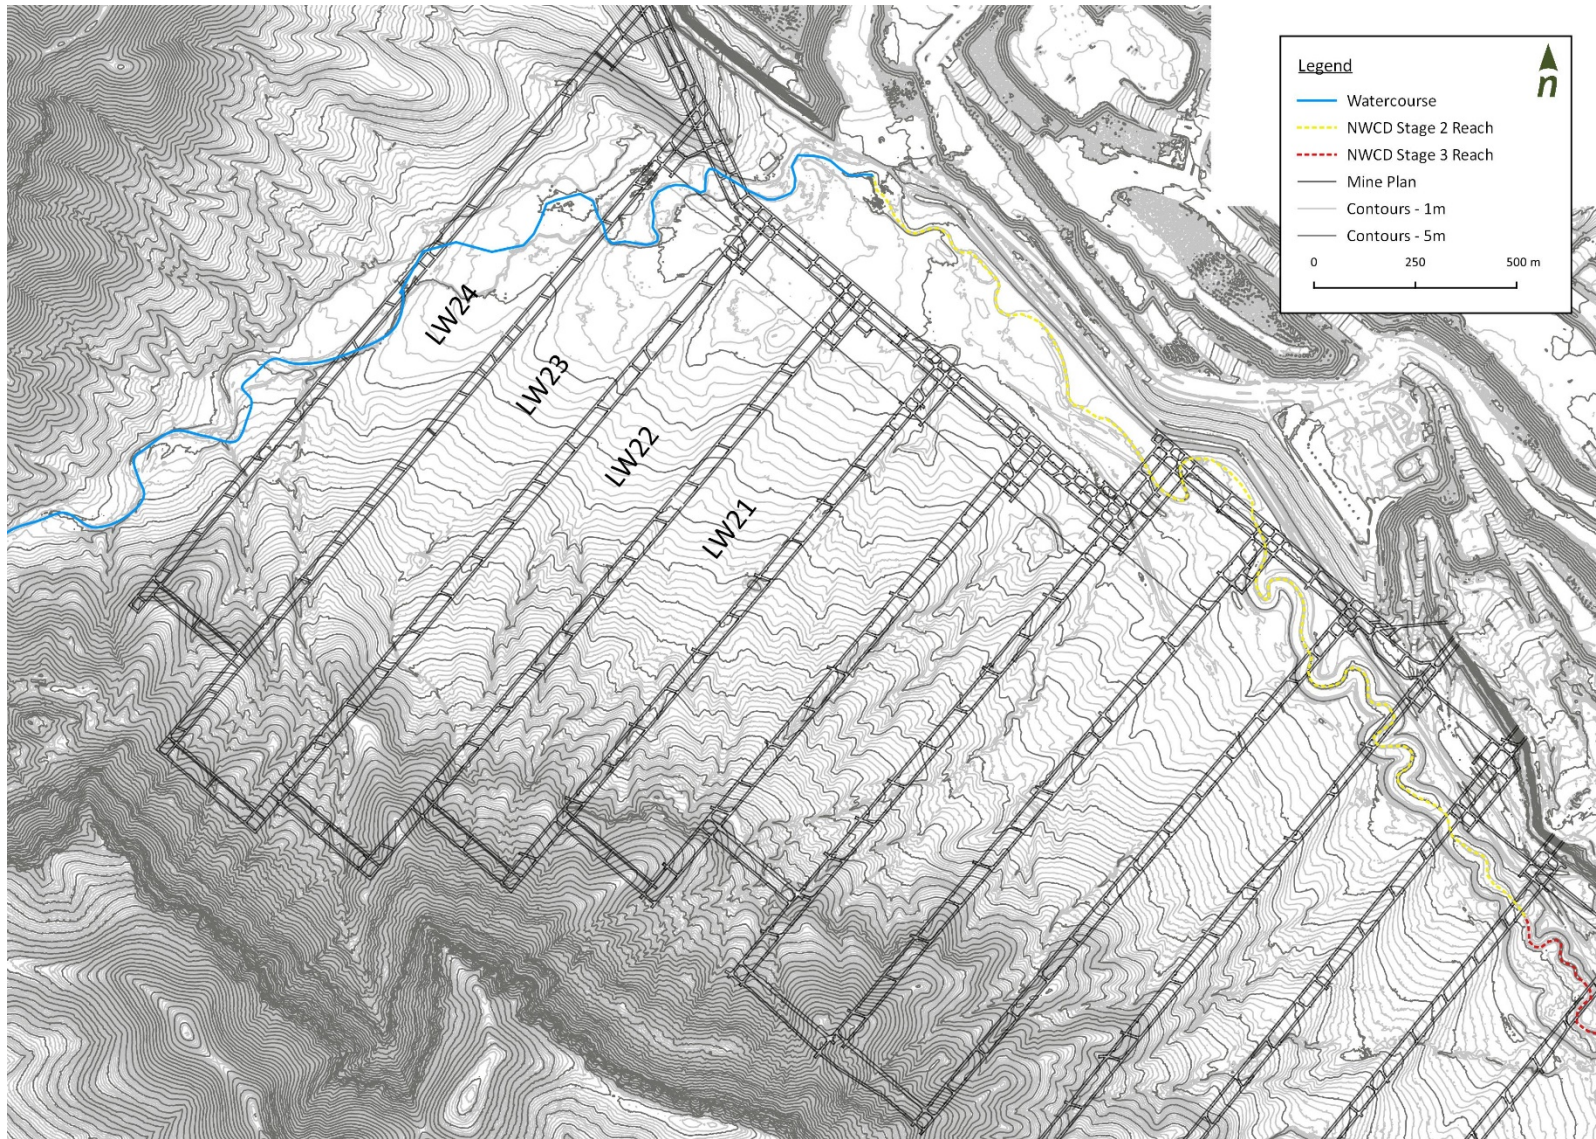 Legend
n
Watercourse
NWCD Stage 2 Reach
NWCD Stage 3 Reach
Mine Plan
Contours - 1m
Contours - 5m
0 250 500 m
LW24
LW23
LW22
LW21